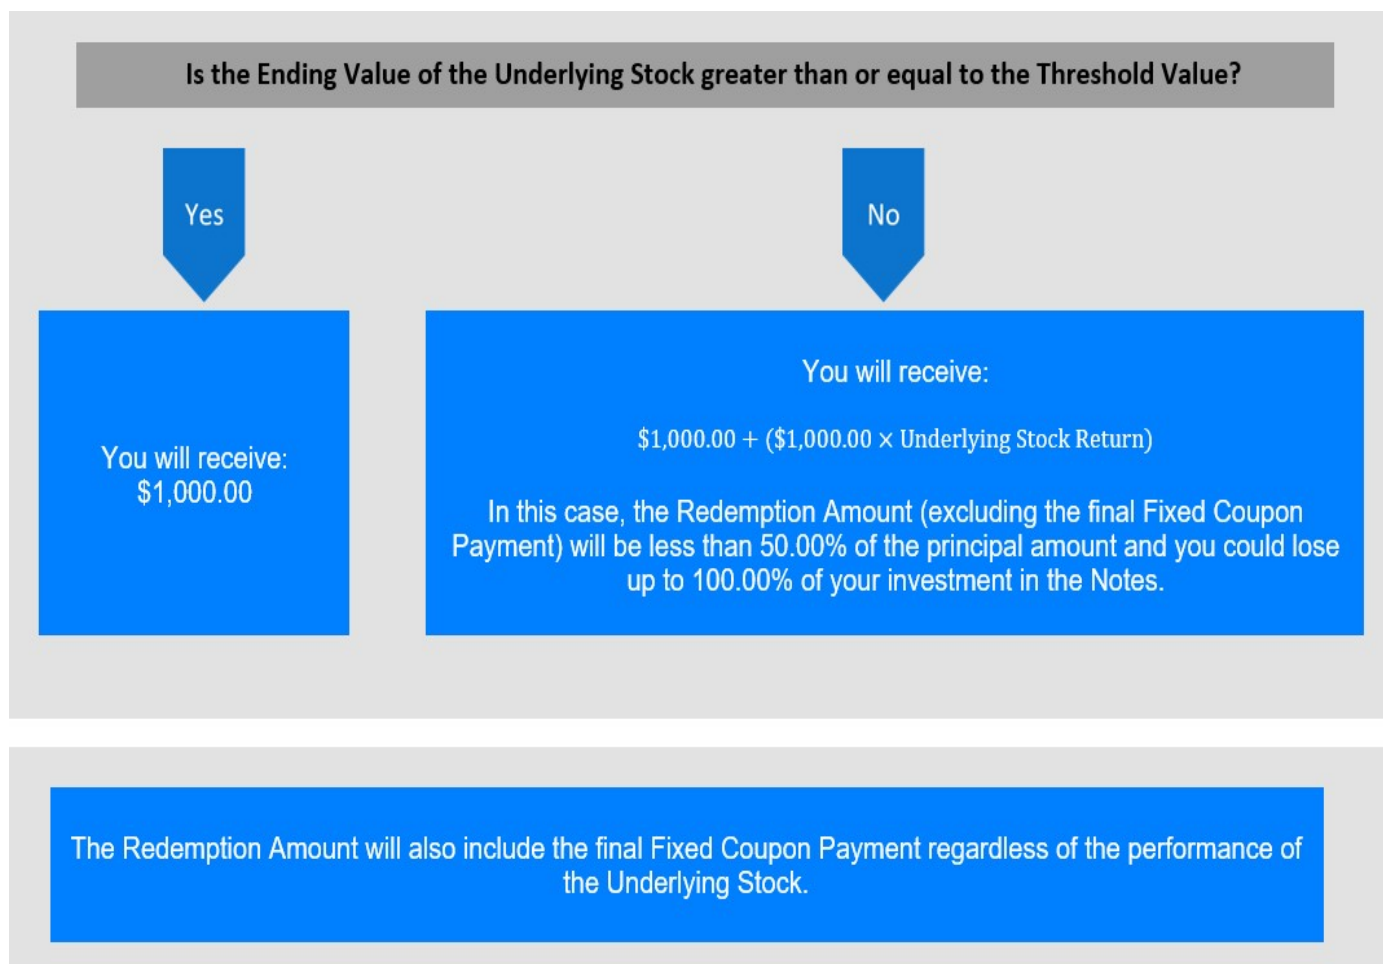 Is the Ending Value of the Underlying Stock greater than or equal to the Threshold Value?
Yes
No
You will receive:
$1,000.00
You will receive:
$1,000.00 + ($1,000.00 × Underlying Stock Return)
In this case, the Redemption Amount (excluding the final Fixed Coupon
Payment) will be less than 50.00% of the principal amount and you could lose
up to 100.00% of your investment in the Notes.
The Redemption Amount will also include the final Fixed Coupon Payment regardless of the performance of
the Underlying Stock.